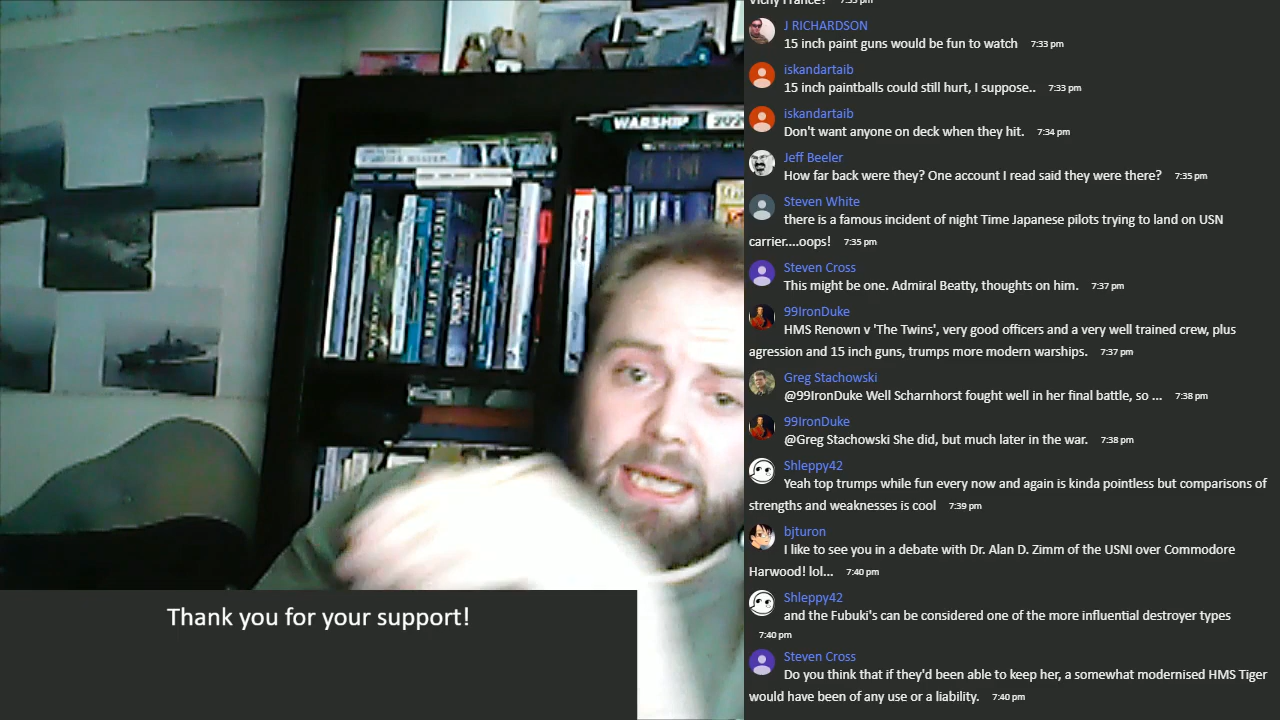 Vichy France? 7:33 pm
J RICHARDSON
15 inch paint guns would be fun to watch 7:33 pm
iskandartaib
15 inch paintballs could still hurt, I suppose.. 7:33 pm
iskandartaib
Don't want anyone on deck when they hit. 7:34 pm
Jeff Beeler
How far back were they? One account I read said they were there? 7:35 pm
Steven White
there is a famous incident of night Time Japanese pilots trying to land on USN
carrier....oops! 7:35 pm
Steven Cross
This might be one. Admiral Beatty, thoughts on him. 7:37 pm
99IronDuke
HMS Renown v 'The Twins', very good officers and a very well trained crew, plus
agression and 15 inch guns, trumps more modern warships. 7:37 pm
Greg Stachowski
@99IronDuke Well Scharnhorst fought well in her final battle, so ... 7:38 pm
99IronDuke
@Greg Stachowski She did, but much later in the war. 7:38 pm
Shleppy42
Yeah top trumps while fun every now and again is kinda pointless but comparisons of
strengths and weaknesses is cool 7:39 pm
bjturon
I like to see you in a debate with Dr. Alan D. Zimm of the USNI over Commodore
Harwood! lol... 7:40 pm
Shleppy42
and the Fubuki's can be considered one of the more influential destroyer types
7:40 pm
Steven Cross
Do you think that if they'd been able to keep her, a somewhat modernised HMS Tiger
would have been of any use or a liability. 7:40 pm
WARSHIP
Thank you for your support!